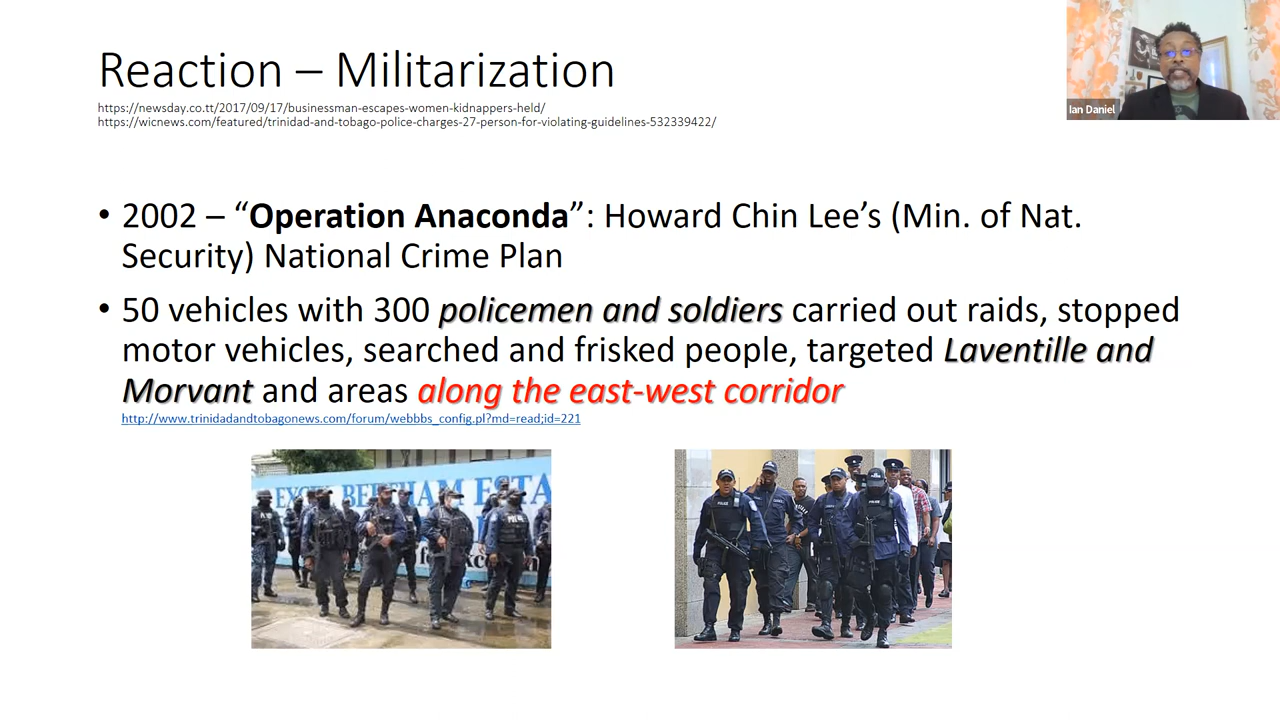 Reaction – Militarization
https://newsday.co.tt/2017/09/17/businessman-escapes-women-kidnappers-held/
https://wicnews.com/featured/trinidad-and-tobago-police-charges-27-person-for-violating-guidelines-532339422/
Ian Daniel
• 2002 – “Operation Anaconda”: Howard Chin Lee’s (Min. of Nat.
Security) National Crime Plan
• 50 vehicles with 300 policemen and soldiers carried out raids, stopped
motor vehicles, searched and frisked people, targeted Laventille and
Morvant and areas along the east-west corridor
http://www.trinidadandtobagonews.com/forum/webbbs_config.pl?md=read;id=221
EXCEL BEETHAM ESTA
POLICE